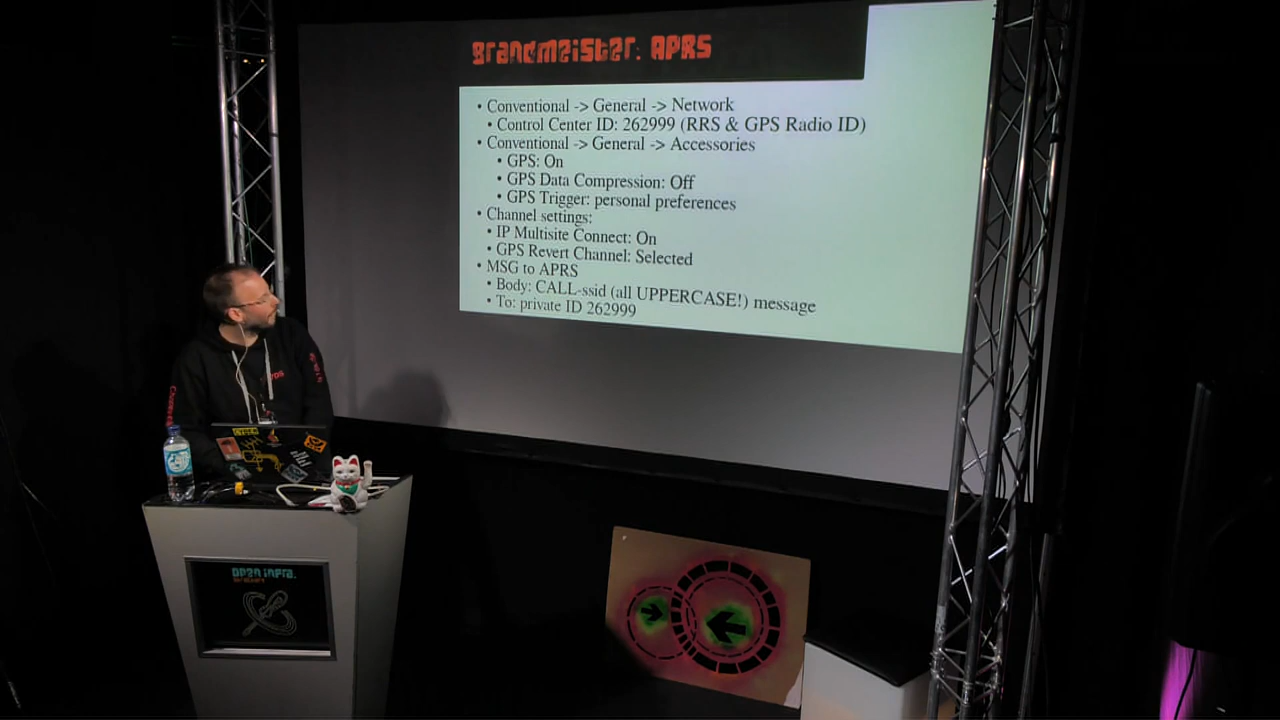 Brandmeister: APRS
• Conventional -> General -> Network
• Control Center ID: 262999 (RRS & GPS Radio ID)
• Conventional -> General -> Accessories
• GPS: On
• GPS Data Compression: Off
• GPS Trigger: personal preferences
• Channel settings:
• IP Multisite Connect: On
• GPS Revert Channel: Selected
• MSG to APRS
• Body: CALL-ssid (all UPPERCASE!) message
• To: private ID 262999
CYBER
open infra.